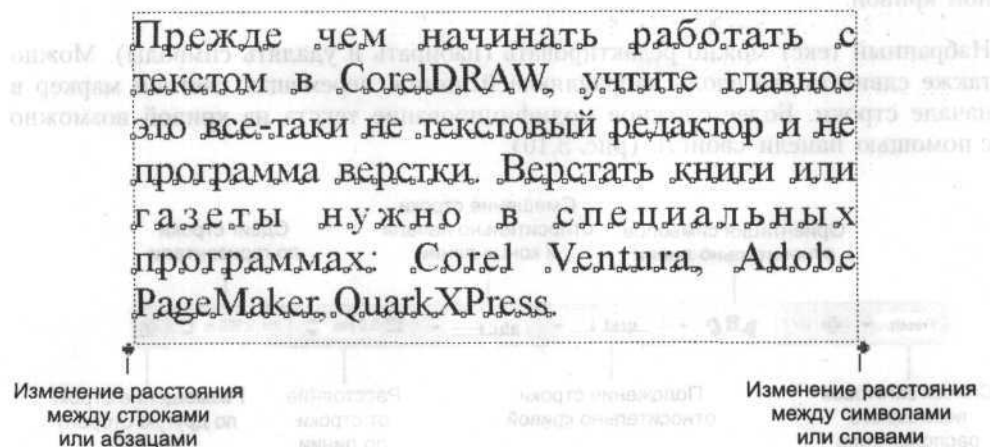 Прежде чем начинать работать с
текстом в CorelDRAW, учтите главное
это все-таки не текстовый редактор и не
программа верстки. Верстать книги или
газеты нужно в специальных
программах: Corel Ventura, Adobe
PageMaker, QuarkXPress.
Изменение расстояния
между строками
или абзацами
Изменение расстояния
между символами
или словами